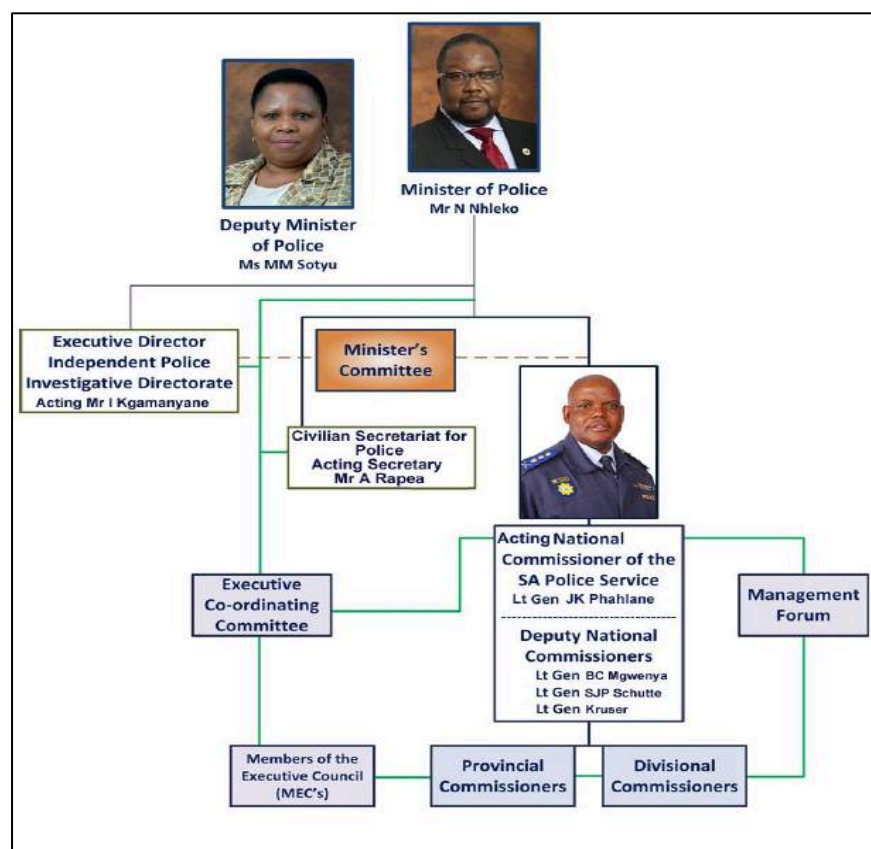 Minister of Police
Mr N Nhleko
Deputy Minister
of Police
Ms MM Sotyu
Executive Director
Independent Police
Investigative Directorate
Acting Mr I Kgamanyane
Minister's
Committee
Civilian Secretariat for
Police
Acting Secretary
Mr A Rapea
Acting National
Commissioner of the
SA Police Service
Lt Gen JK Phahlane
Deputy National
Commissioners
Lt Gen BC Mgwenya
Lt Gen SJP Schutte
Lt Gen Kruser
Executive
Co-ordinating
Committee
Management
Forum
Members of the
Executive Council
(MEC's)
Provincial
Commissioners
Divisional
Commissioners